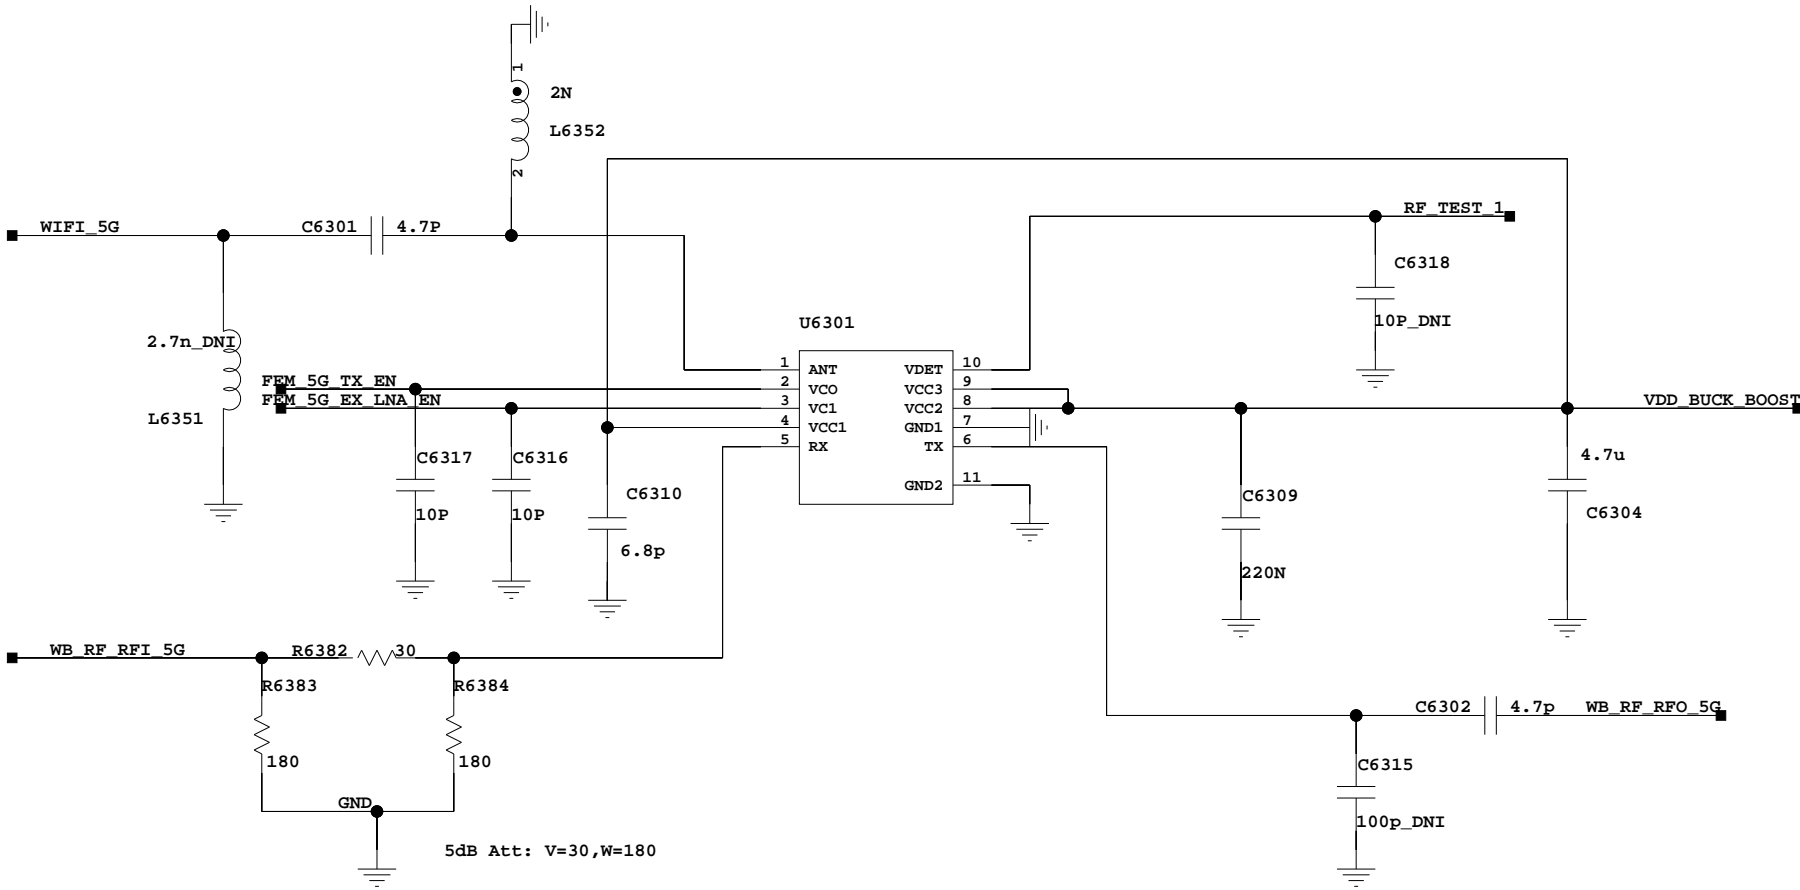 1
2N
L6352
2
WIFI_5G
C6301
4.7P
RF_TEST_1
C6318
10P_DNI
U6301
2.7n_DNI
L6351
FEM_5G_TX_EN
FEM_5G_EX_LNA_EN
1 ANT VDET 10
2 VCO VCC3 9
3 VC1 VCC2 8
4 VCC1 GND1 7
5 RX TX 6
GND2 11
VDD_BUCK_BOOST
C6317
10P
C6316
10P
C6310
6.8p
C6309
220N
4.7u
C6304
WB_RF_RFI_5G
R6382
30
R6383
180
R6384
180
GND
5dB Att: V=30,W=180
C6302
4.7p
WB_RF_RFO_5G
C6315
100p_DNI